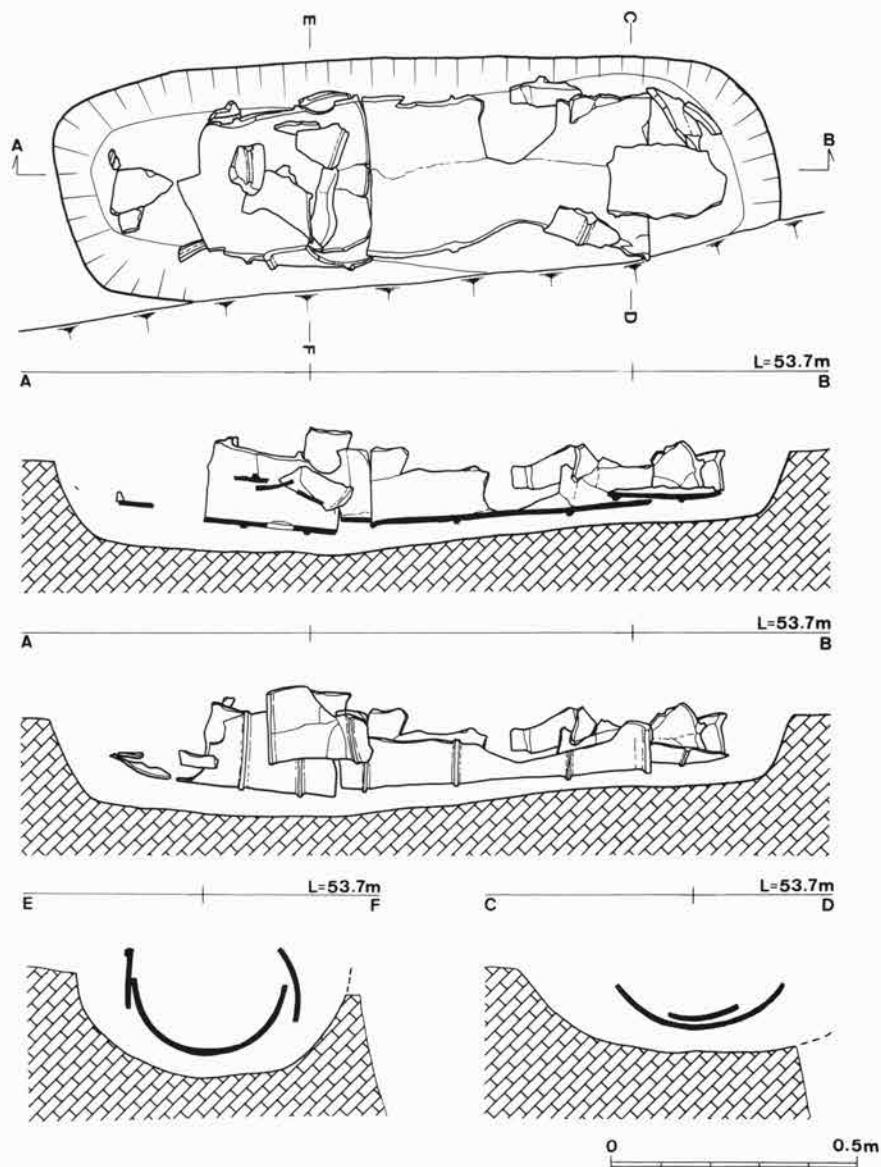 E C
A B
F D
L=53.7m
A B
L=53.7m
A B
L=53.7m L=53.7m
E F C D
0 0.5m